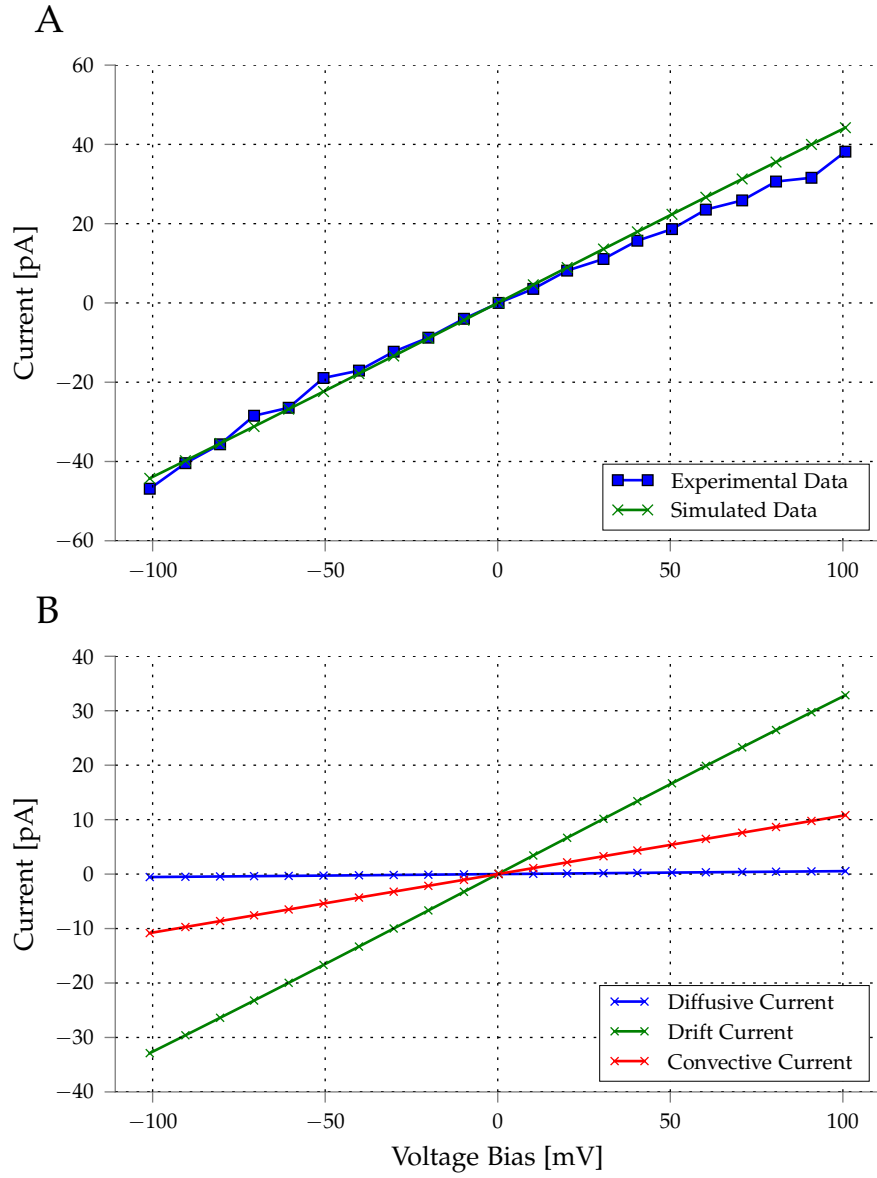 A
60
40
20
0
−20
−40
−60
Current [pA]
Experimental Data
Simulated Data
−100 −50 0 50 100
B
40
30
20
10
0
−10
−20
−30
−40
Current [pA]
Diffusive Current
Drift Current
Convective Current
−100 −50 0 50 100
Voltage Bias [mV]